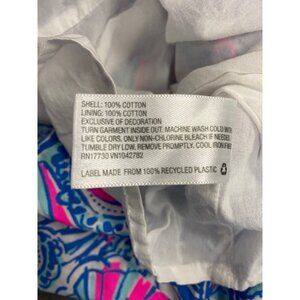 SHELL: 100% COTTON
LINING: 100% COTTON
EXCLUSIVE OF DECORATION
TURN GARMENT INSIDE OUT. MACHINE WASH COLD WITH
LIKE COLORS. ONLY NON-CHLORINE BLEACH IF NEEDED.
TUMBLE DRY LOW. REMOVE PROMPTLY. COOL IRON IF
RN17730 VN1042782
LABEL MADE FROM 100% RECYCLED PLASTIC